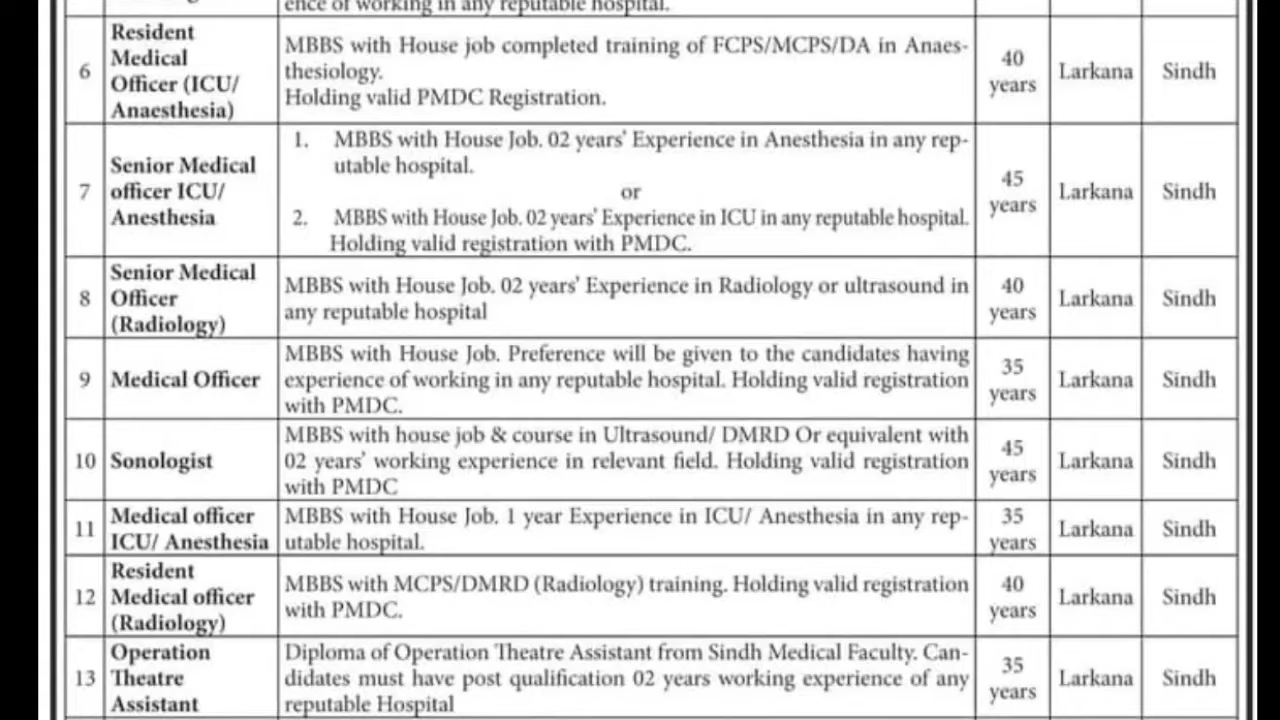 ence of working in any reputable hospital.
6
Resident
Medical
Officer (ICU/
Anaesthesia)
MBBS with House job completed training of FCPS/MCPS/DA in Anaes-
thesiology.
Holding valid PMDC Registration.
40
years
Larkana
Sindh
7
Senior Medical
officer ICU/
Anesthesia
1. MBBS with House Job. 02 years' Experience in Anesthesia in any rep-
utable hospital.
or
2. MBBS with House Job. 02 years' Experience in ICU in any reputable hospital.
Holding valid registration with PMDC.
45
years
Larkana
Sindh
8
Senior Medical
Officer
(Radiology)
MBBS with House Job. 02 years' Experience in Radiology or ultrasound in
any reputable hospital
40
years
Larkana
Sindh
9
Medical Officer
MBBS with House Job. Preference will be given to the candidates having
experience of working in any reputable hospital. Holding valid registration
with PMDC.
35
years
Larkana
Sindh
10
Sonologist
MBBS with house job & course in Ultrasound/ DMRD Or equivalent with
02 years' working experience in relevant field. Holding valid registration
with PMDC
45
years
Larkana
Sindh
11
Medical officer
ICU/ Anesthesia
MBBS with House Job. 1 year Experience in ICU/ Anesthesia in any rep-
utable hospital.
35
years
Larkana
Sindh
12
Resident
Medical officer
(Radiology)
MBBS with MCPS/DMRD (Radiology) training. Holding valid registration
with PMDC.
40
years
Larkana
Sindh
13
Operation
Theatre
Assistant
Diploma of Operation Theatre Assistant from Sindh Medical Faculty. Can-
didates must have post qualification 02 years working experience of any
reputable Hospital
35
years
Larkana
Sindh